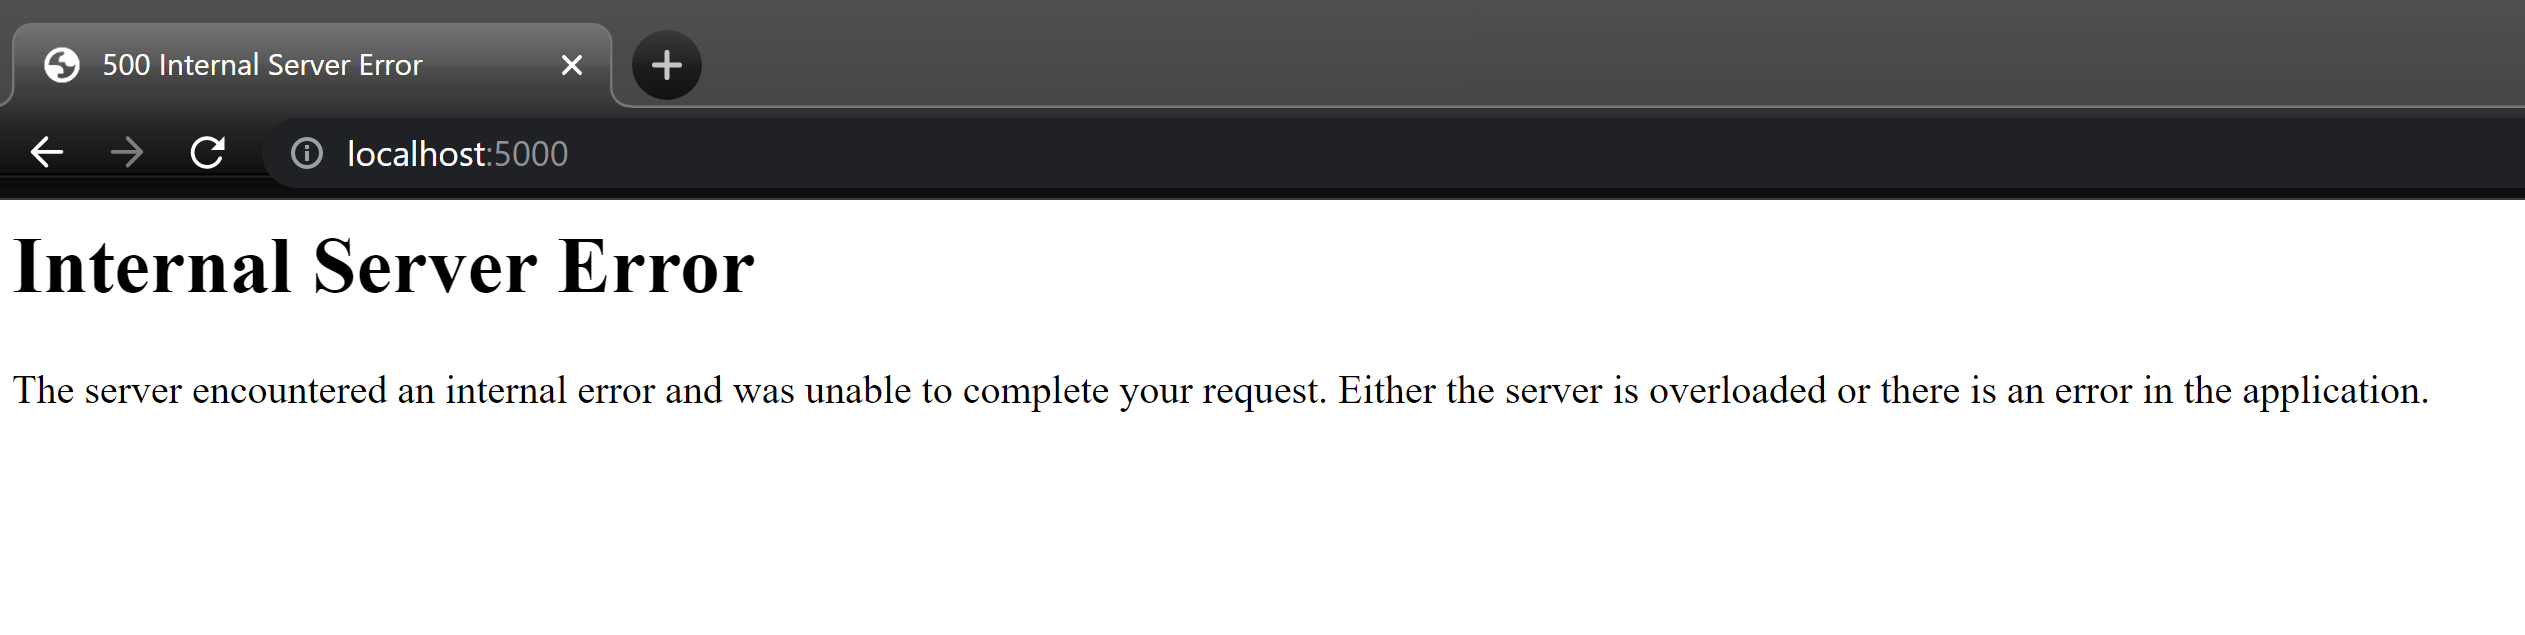 500 Internal Server Error
localhost:5000
Internal Server Error
The server encountered an internal error and was unable to complete your request. Either the server is overloaded or there is an error in the application.